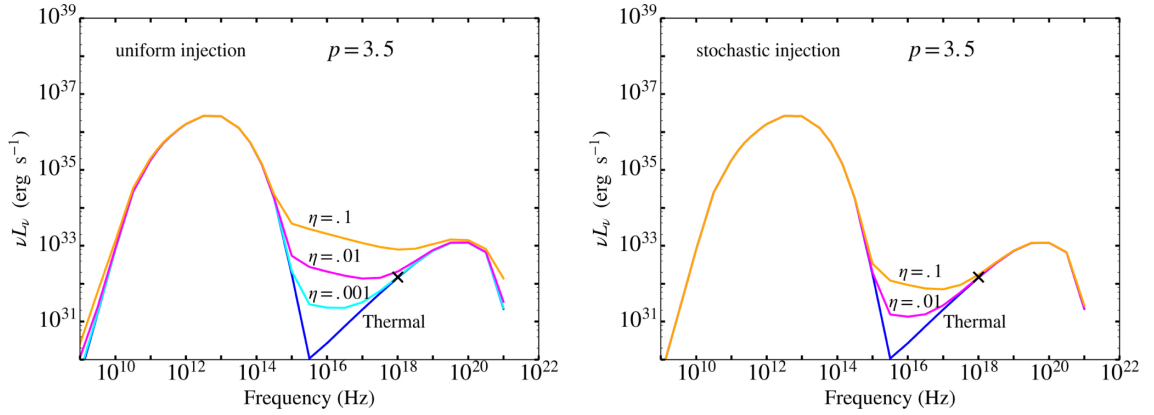 10^39
10^37
10^35
10^33
10^31
νL_ν (erg s^−1)
uniform injection
p = 3.5
η = .1
η = .01
η = .001
Thermal
10^10 10^12 10^14 10^16 10^18 10^20 10^22
Frequency (Hz)
10^39
10^37
10^35
10^33
10^31
νL_ν (erg s^−1)
stochastic injection
p = 3.5
η = .1
η = .01
Thermal
10^10 10^12 10^14 10^16 10^18 10^20 10^22
Frequency (Hz)